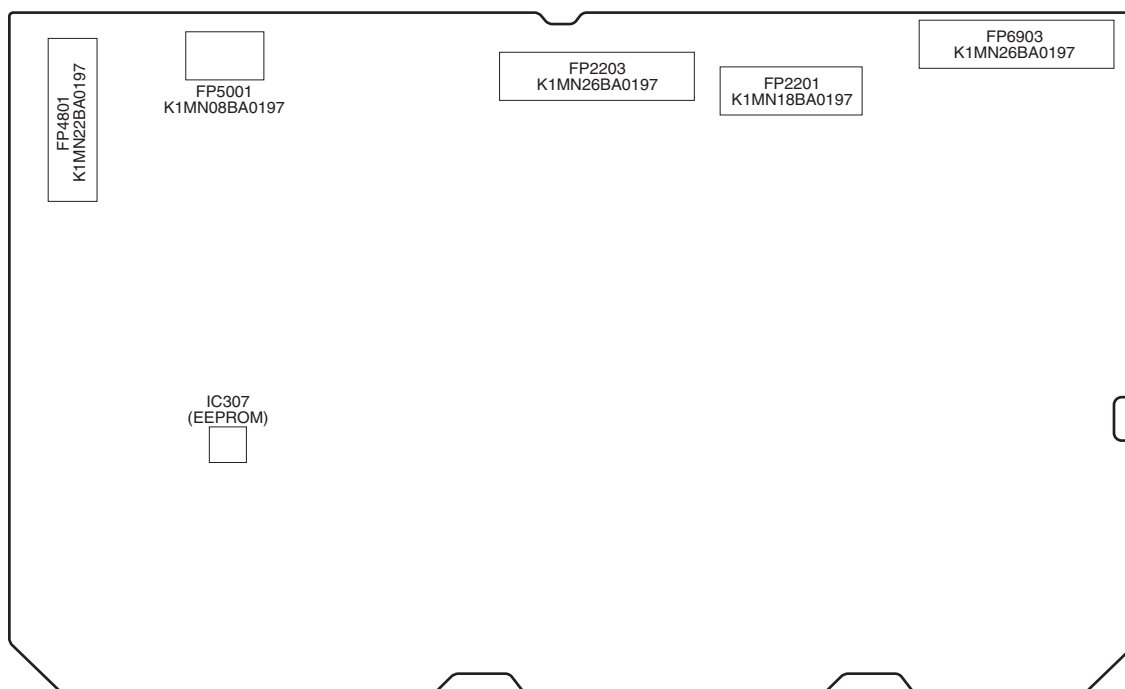 FP4801
K1MN22BA0197
FP5001
K1MN08BA0197
FP2203
K1MN26BA0197
FP2201
K1MN18BA0197
FP6903
K1MN26BA0197
IC307
(EEPROM)